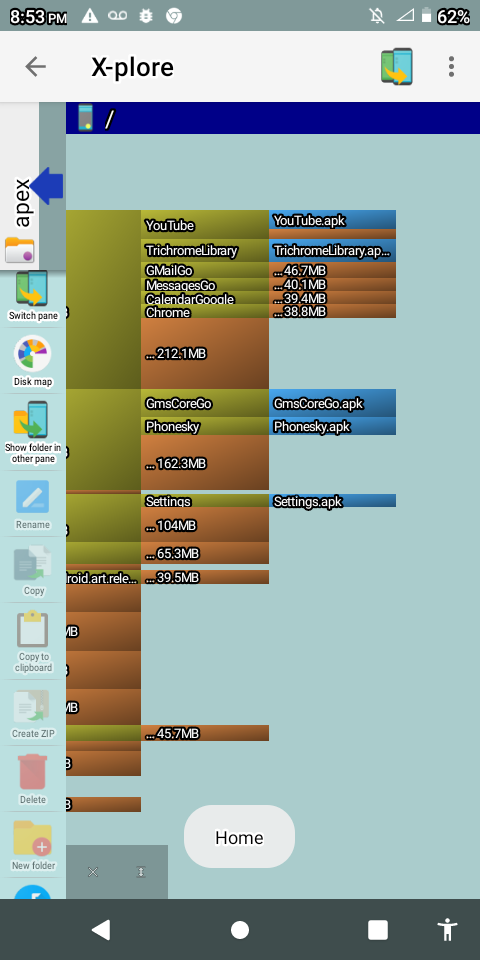 8:53PM
62%
X-plore
/
apex
YouTube
YouTube.apk
TrichromeLibrary
TrichromeLibrary.ap...
GMailGo
...46.7MB
MessagesGo
...40.1MB
CalendarGoogle
...39.4MB
Chrome
...38.8MB
...212.1MB
GmsCoreGo
GmsCoreGo.apk
Phonesky
Phonesky.apk
...162.3MB
Settings
Settings.apk
...104MB
...65.3MB
droid.art.rele...
...39.5MB
MB
MB
...45.7MB
Switch pane
Disk map
Show folder in
other pane
Rename
Copy
Copy to
clipboard
Create ZIP
Delete
New folder
Home